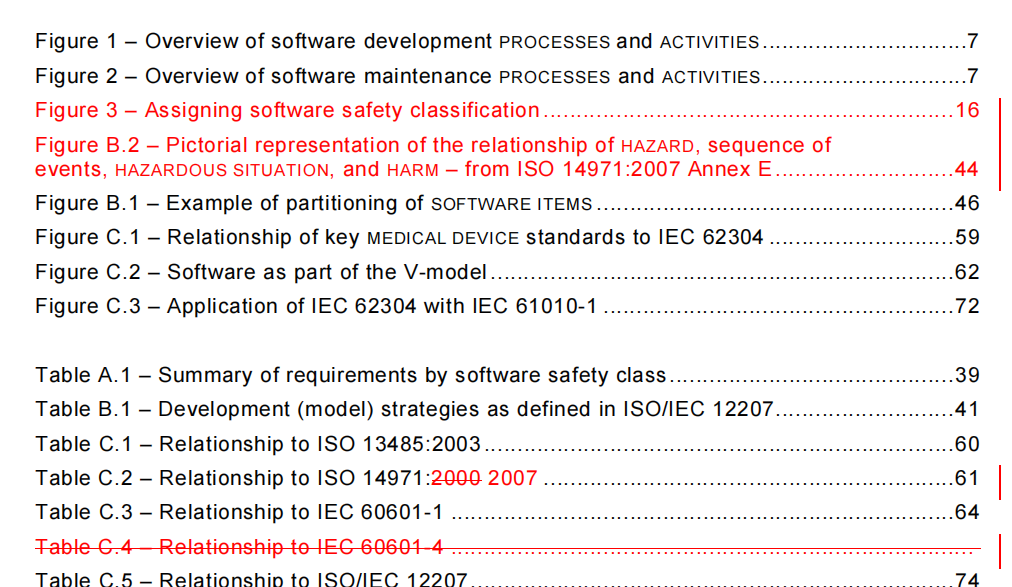 Figure 1 – Overview of software development PROCESSES and ACTIVITIES..............................7
Figure 2 – Overview of software maintenance PROCESSES and ACTIVITIES..............................7
Figure 3 – Assigning software safety classification..............................16
Figure B.2 – Pictorial representation of the relationship of HAZARD, sequence of
events, HAZARDOUS SITUATION, and HARM – from ISO 14971:2007 Annex E..............................44
Figure B.1 – Example of partitioning of SOFTWARE ITEMS..............................46
Figure C.1 – Relationship of key MEDICAL DEVICE standards to IEC 62304..............................59
Figure C.2 – Software as part of the V-model..............................62
Figure C.3 – Application of IEC 62304 with IEC 61010-1..............................72
Table A.1 – Summary of requirements by software safety class..............................39
Table B.1 – Development (model) strategies as defined in ISO/IEC 12207..............................41
Table C.1 – Relationship to ISO 13485:2003..............................60
Table C.2 – Relationship to ISO 14971:2000 2007..............................61
Table C.3 – Relationship to IEC 60601-1..............................64
Table C.4 – Relationship to IEC 60601-4..............................
Table C.5 – Relationship to ISO/IEC 12207..............................74